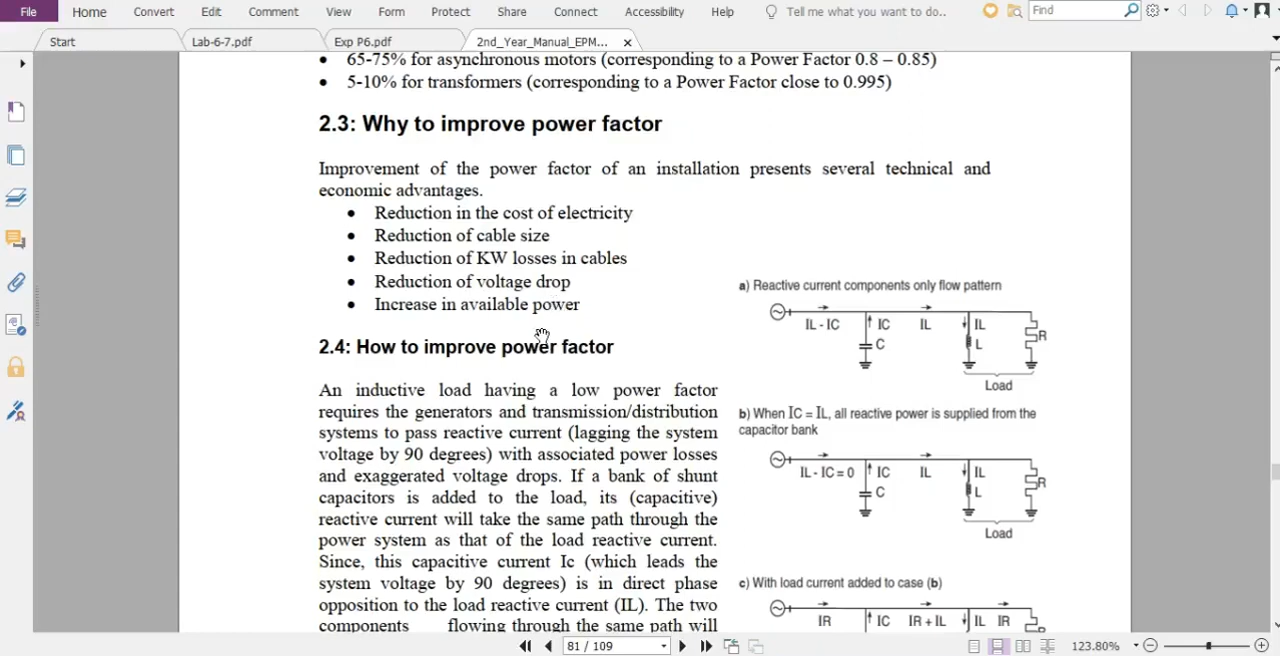 File Home Convert Edit Comment View Form Protect Share Connect Accessibility Help Tell me what you want to do.. Find
Start Lab-6-7.pdf Exp P6.pdf 2nd_Year_Manual_EPM...
• 65-75% for asynchronous motors (corresponding to a Power Factor 0.8 – 0.85)
• 5-10% for transformers (corresponding to a Power Factor close to 0.995)
2.3: Why to improve power factor
Improvement of the power factor of an installation presents several technical and
economic advantages.
• Reduction in the cost of electricity
• Reduction of cable size
• Reduction of KW losses in cables
• Reduction of voltage drop
• Increase in available power
2.4: How to improve power factor
An inductive load having a low power factor
requires the generators and transmission/distribution
systems to pass reactive current (lagging the system
voltage by 90 degrees) with associated power losses
and exaggerated voltage drops. If a bank of shunt
capacitors is added to the load, its (capacitive)
reactive current will take the same path through the
power system as that of the load reactive current.
Since, this capacitive current Ic (which leads the
system voltage by 90 degrees) is in direct phase
opposition to the load reactive current (IL). The two
components flowing through the same path will
a) Reactive current components only flow pattern
IL - IC IC IL IL
C L R
Load
b) When IC = IL, all reactive power is supplied from the
capacitor bank
IL - IC = 0 IC IL IL
C L R
Load
c) With load current added to case (b)
IR IC IR + IL IL IR
R
81 / 109 123.80%